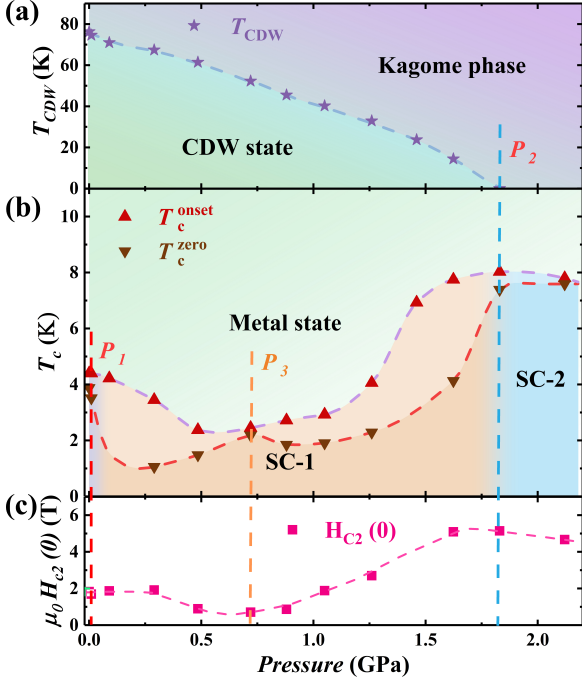 (a)
80
60
40
20
0
T_CDW (K)
T_CDW
Kagome phase
CDW state
P_2
(b)
10
8
6
4
2
0
T_c (K)
T_c^onset
T_c^zero
Metal state
P_1
P_3
SC-1
SC-2
(c)
6
4
2
0
μ_0 H_c2 (0) (T)
H_C2 (0)
0.0 0.5 1.0 1.5 2.0
Pressure (GPa)